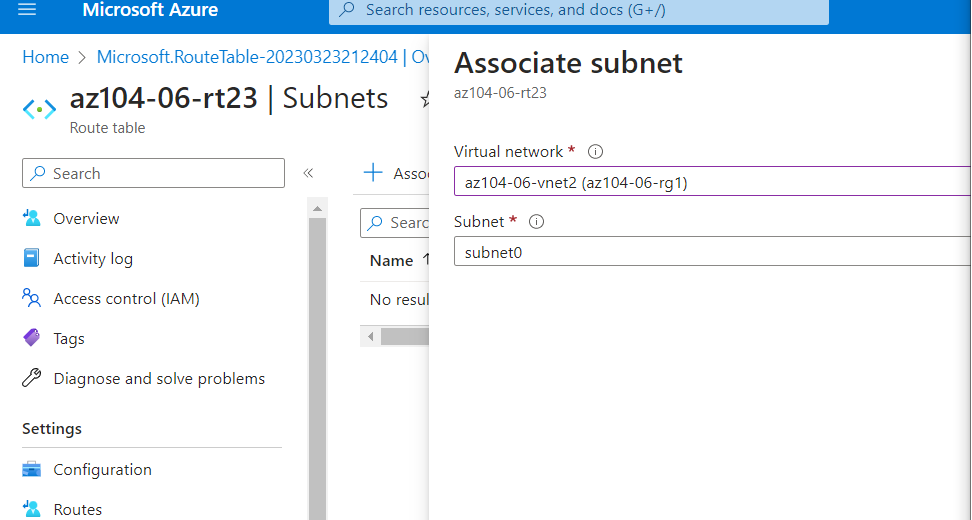 Microsoft Azure
Search resources, services, and docs (G+/)
Home > Microsoft.RouteTable-20230323212404 | Ov
az104-06-rt23 | Subnets
Route table
Search
«
Overview
Activity log
Access control (IAM)
Tags
Diagnose and solve problems
Settings
Configuration
Routes
+ Asso
Searc
Name ↑
No resul
Associate subnet
az104-06-rt23
Virtual network *
az104-06-vnet2 (az104-06-rg1)
Subnet *
subnet0